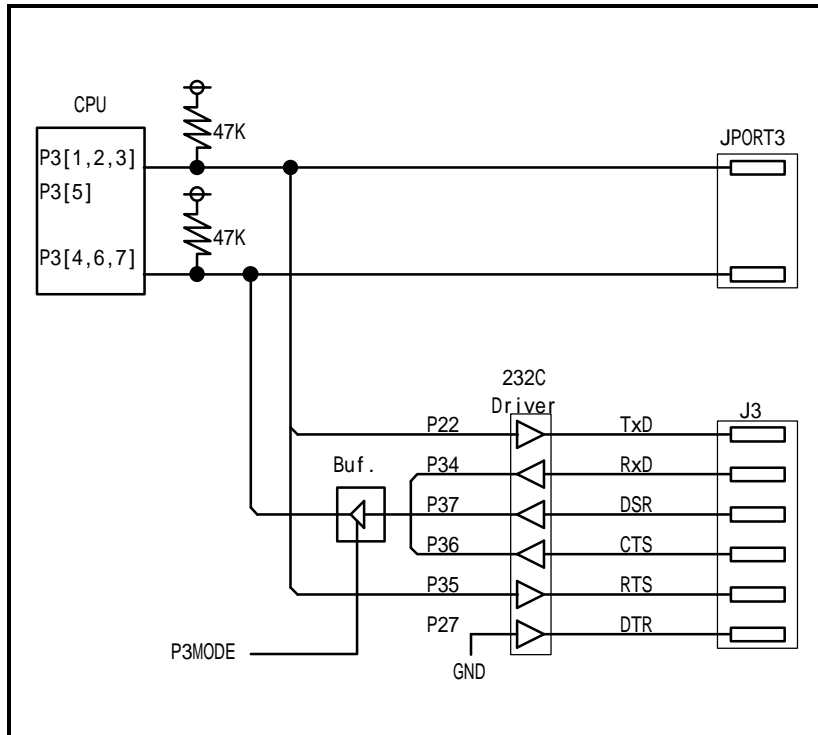 CPU
47K
JPORT3
P3[1,2,3]
P3[5]
47K
P3[4,6,7]
232C
Driver
J3
P22
TxD
Buf.
P34
RxD
P37
DSR
P36
CTS
P35
RTS
P27
DTR
P3MODE
GND